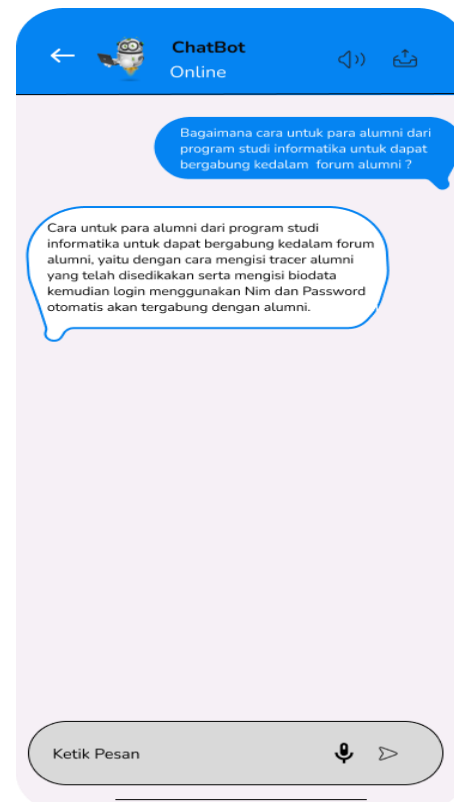 ChatBot
Online
Bagaimana cara untuk para alumni dari
program studi informatika untuk dapat
bergabung kedalam forum alumni ?
Cara untuk para alumni dari program studi
informatika untuk dapat bergabung kedalam forum
alumni, yaitu dengan cara mengisi tracer alumni
yang telah disedikakan serta mengisi biodata
kemudian login menggunakan Nim dan Password
otomatis akan tergabung dengan alumni.
Ketik Pesan